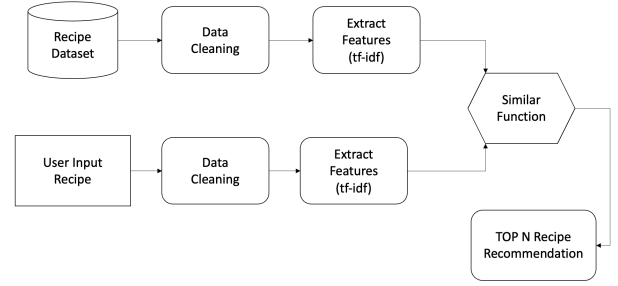 Recipe
Dataset
Data
Cleaning
Extract
Features
(tf-idf)
Similar
Function
User Input
Recipe
Data
Cleaning
Extract
Features
(tf-idf)
TOP N Recipe
Recommendation